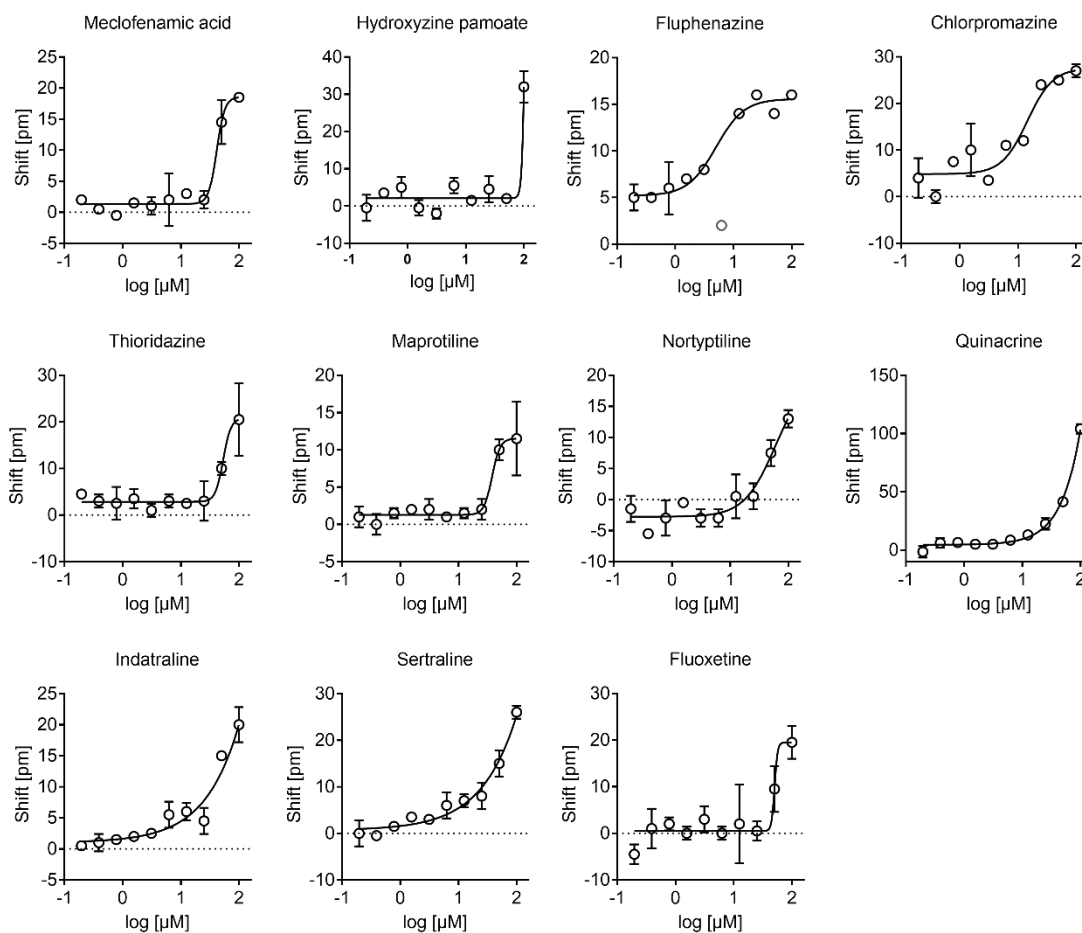 Meclofenamic acid
Shift [pm]
25
20
15
10
5
0
-5
-1 0 1 2
log [µM]
Hydroxyzine pamoate
Shift [pm]
40
30
20
10
0
-10
-1 0 1 2
log [µM]
Fluphenazine
Shift [pm]
20
15
10
5
0
-1 0 1 2
log [µM]
Chlorpromazine
Shift [pm]
30
20
10
0
-10
-1 0 1 2
log [µM]
Thioridazine
Shift [pm]
30
20
10
0
-10
-1 0 1 2
log [µM]
Maprotiline
Shift [pm]
20
15
10
5
0
-5
-1 0 1 2
log [µM]
Nortyptiline
Shift [pm]
20
15
10
5
0
-5
-10
-1 0 1 2
log [µM]
Quinacrine
Shift [pm]
150
100
50
0
-1 0 1 2
log [µM]
Indatraline
Shift [pm]
25
20
15
10
5
0
-5
-1 0 1 2
log [µM]
Sertraline
Shift [pm]
30
20
10
0
-10
-1 0 1 2
log [µM]
Fluoxetine
Shift [pm]
30
20
10
0
-10
-1 0 1 2
log [µM]